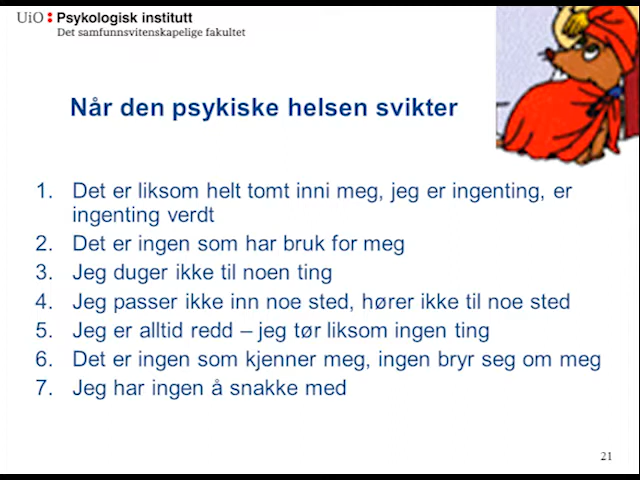 UiO Psykologisk institutt
Det samfunnsvitenskapelige fakultet
Når den psykiske helsen svikter
1. Det er liksom helt tomt inni meg, jeg er ingenting, er
ingenting verdt
2. Det er ingen som har bruk for meg
3. Jeg duger ikke til noen ting
4. Jeg passer ikke inn noe sted, hører ikke til noe sted
5. Jeg er alltid redd – jeg tør liksom ingen ting
6. Det er ingen som kjenner meg, ingen bryr seg om meg
7. Jeg har ingen å snakke med
21